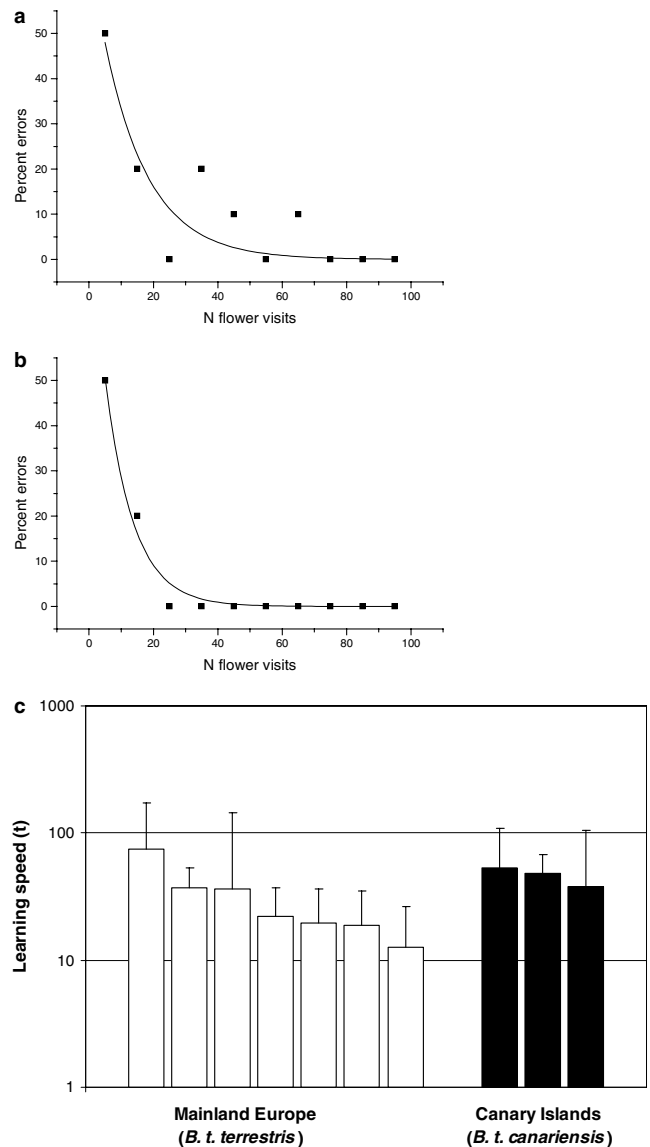 a
50
40
30
20
10
0
Percent errors
0 20 40 60 80 100
N flower visits
b
50
40
30
20
10
0
Percent errors
0 20 40 60 80 100
N flower visits
c
1000
100
10
1
Learning speed (t)
Mainland Europe Canary Islands
(B. t. terrestris) (B. t. canariensis)